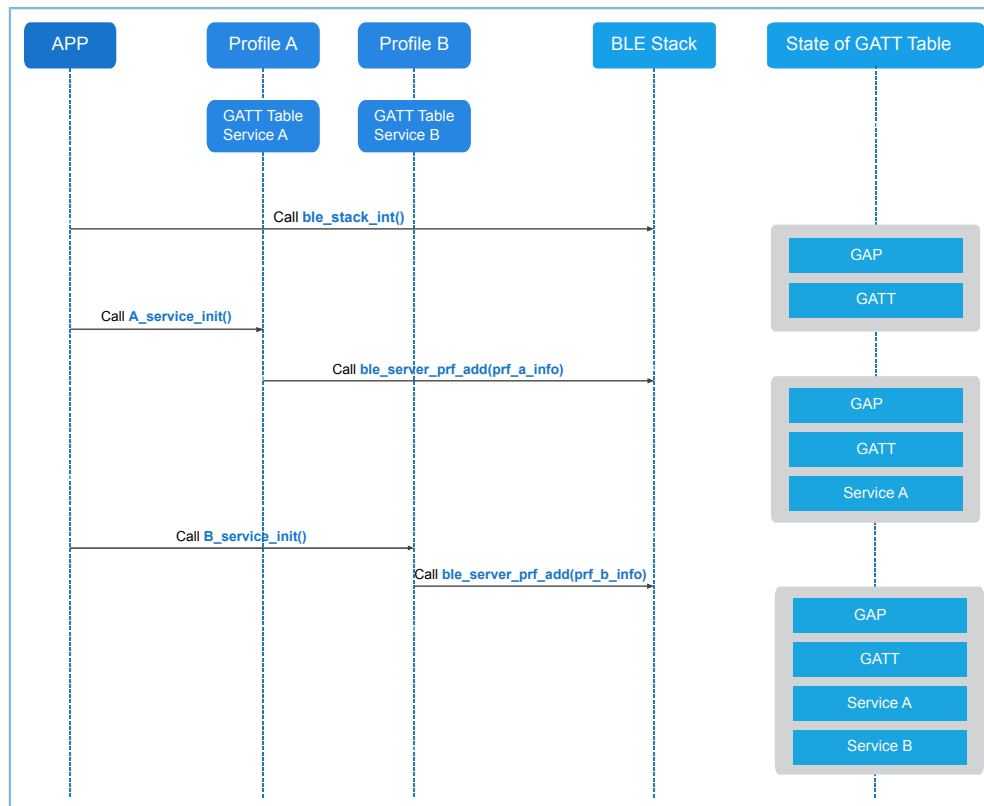 APP
Profile A
Profile B
BLE Stack
State of GATT Table
GATT Table
Service A
GATT Table
Service B
Call ble_stack_int()
GAP
GATT
Call A_service_init()
Call ble_server_prf_add(prf_a_info)
GAP
GATT
Service A
Call B_service_init()
Call ble_server_prf_add(prf_b_info)
GAP
GATT
Service A
Service B